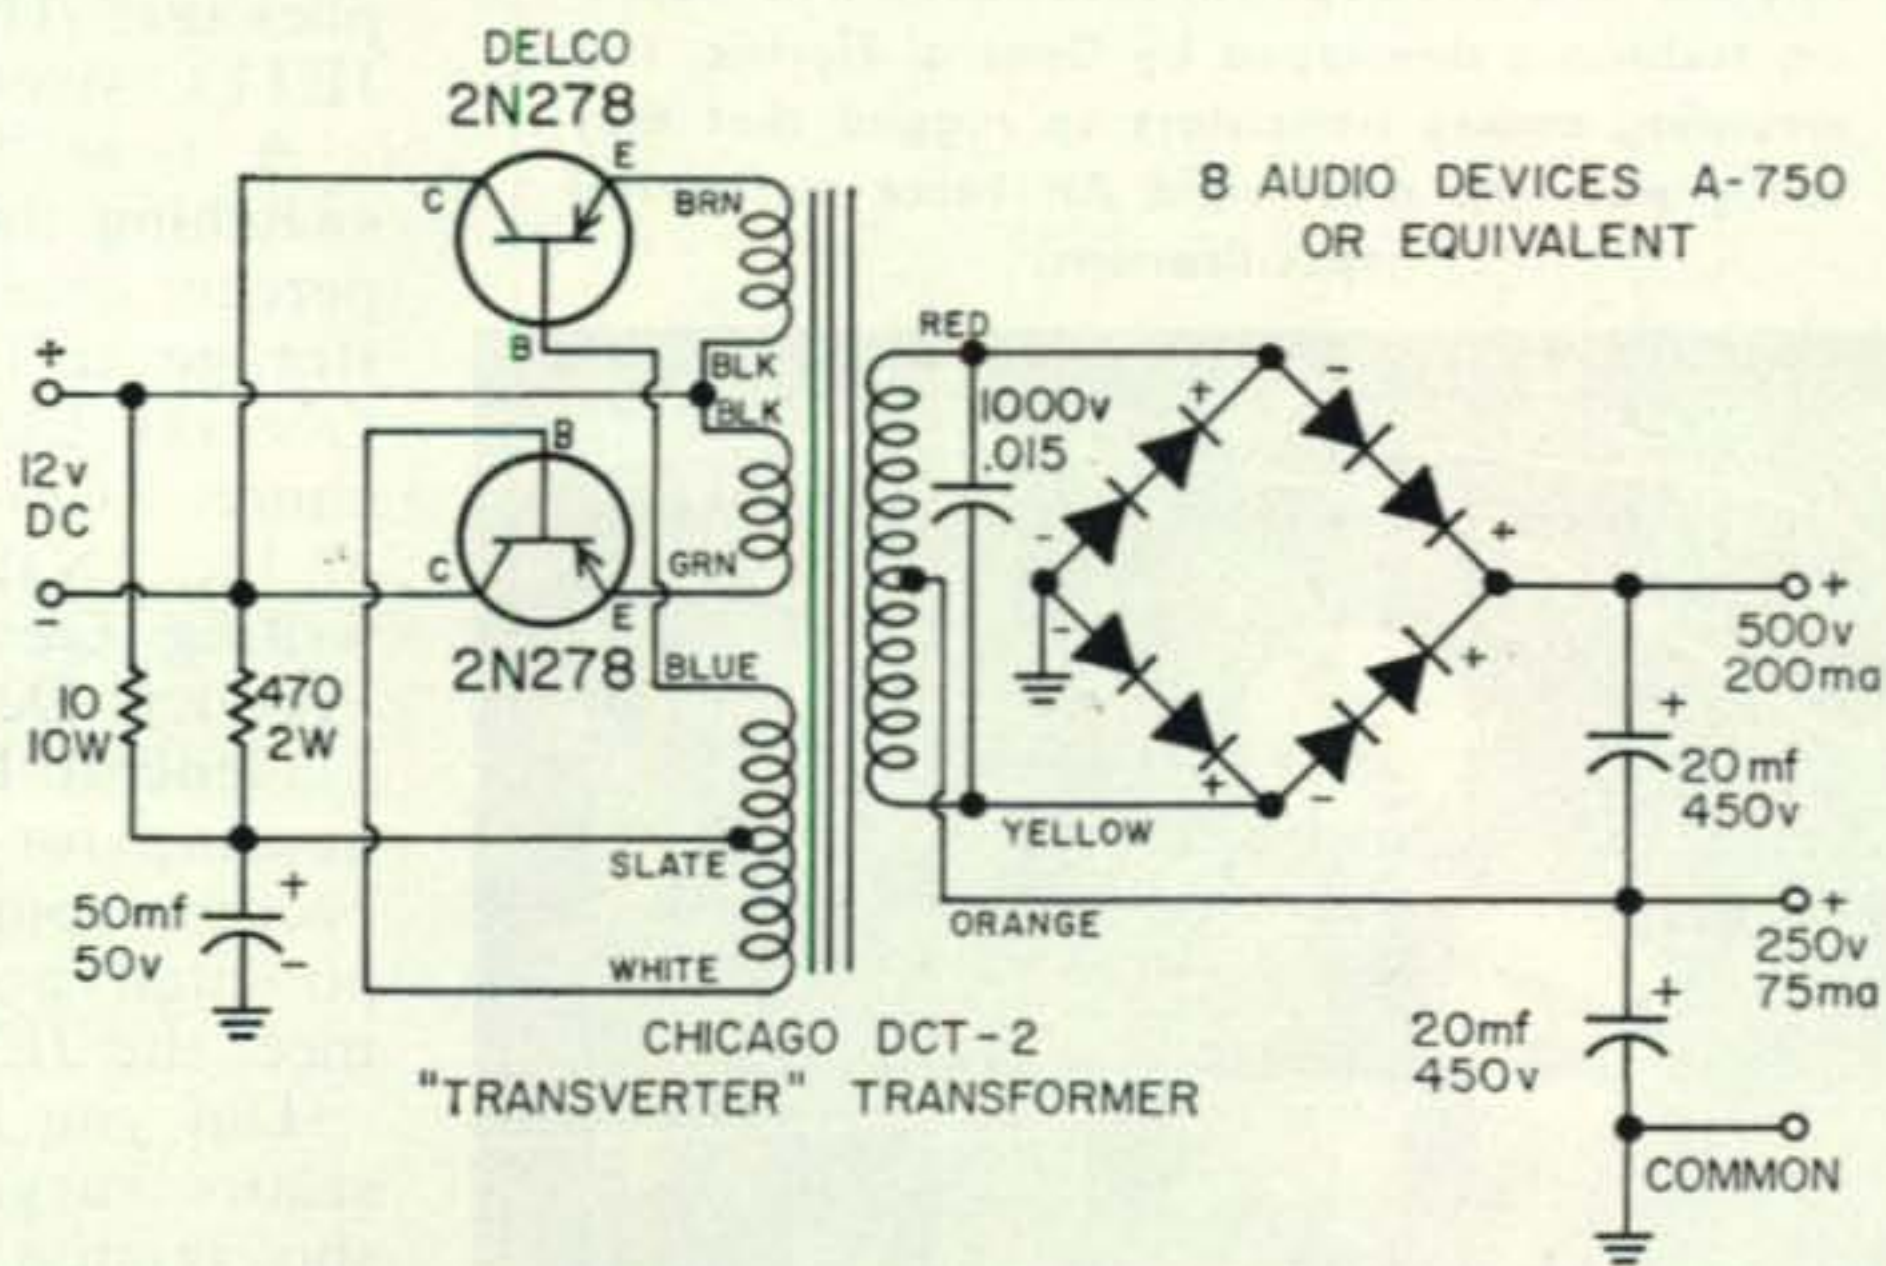 DELCO
2N278
E
C
BRN
B
8 AUDIO DEVICES A-750
OR EQUIVALENT
+
12v
DC
-
BLK
BLK
B
C
GRN
E
2N278
BLUE
10
10W
470
2W
SLATE
50mf
50v
+
-
WHITE
RED
1000v
.015
+
-
-
+
-
+
+
-
YELLOW
ORANGE
+
500v
200ma
+
20mf
450v
+
250v
75ma
+
20mf
450v
COMMON
CHICAGO DCT-2
"TRANSVERTER" TRANSFORMER